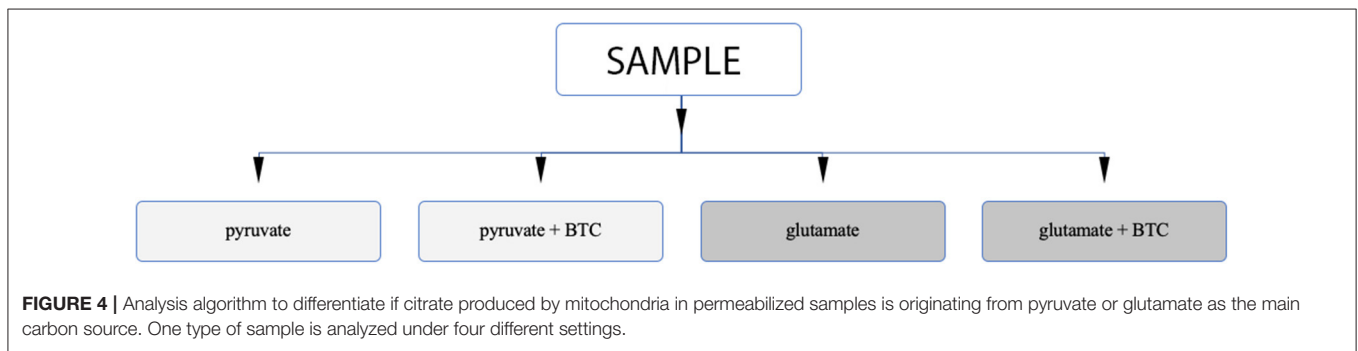 SAMPLE
pyruvate
pyruvate + BTC
glutamate
glutamate + BTC
FIGURE 4 | Analysis algorithm to differentiate if citrate produced by mitochondria in permeabilized samples is originating from pyruvate or glutamate as the main
carbon source. One type of sample is analyzed under four different settings.